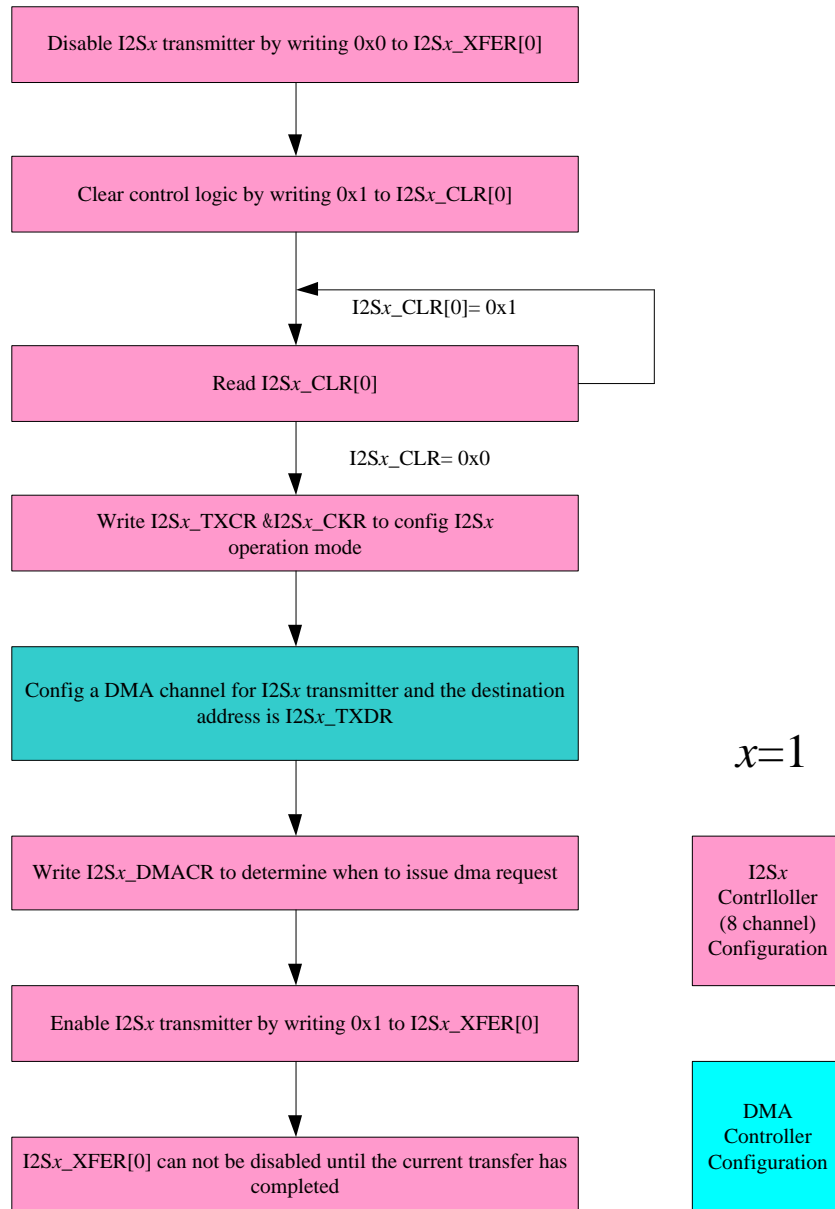 Disable I2Sx transmitter by writing 0x0 to I2Sx_XFER[0]
Clear control logic by writing 0x1 to I2Sx_CLR[0]
I2Sx_CLR[0]= 0x1
Read I2Sx_CLR[0]
I2Sx_CLR= 0x0
Write I2Sx_TXCR &I2Sx_CKR to config I2Sx
operation mode
Config a DMA channel for I2Sx transmitter and the destination
address is I2Sx_TXDR
x=1
Write I2Sx_DMACR to determine when to issue dma request
I2Sx
Contrlloller
(8 channel)
Configuration
Enable I2Sx transmitter by writing 0x1 to I2Sx_XFER[0]
DMA
Controller
Configuration
I2Sx_XFER[0] can not be disabled until the current transfer has
completed